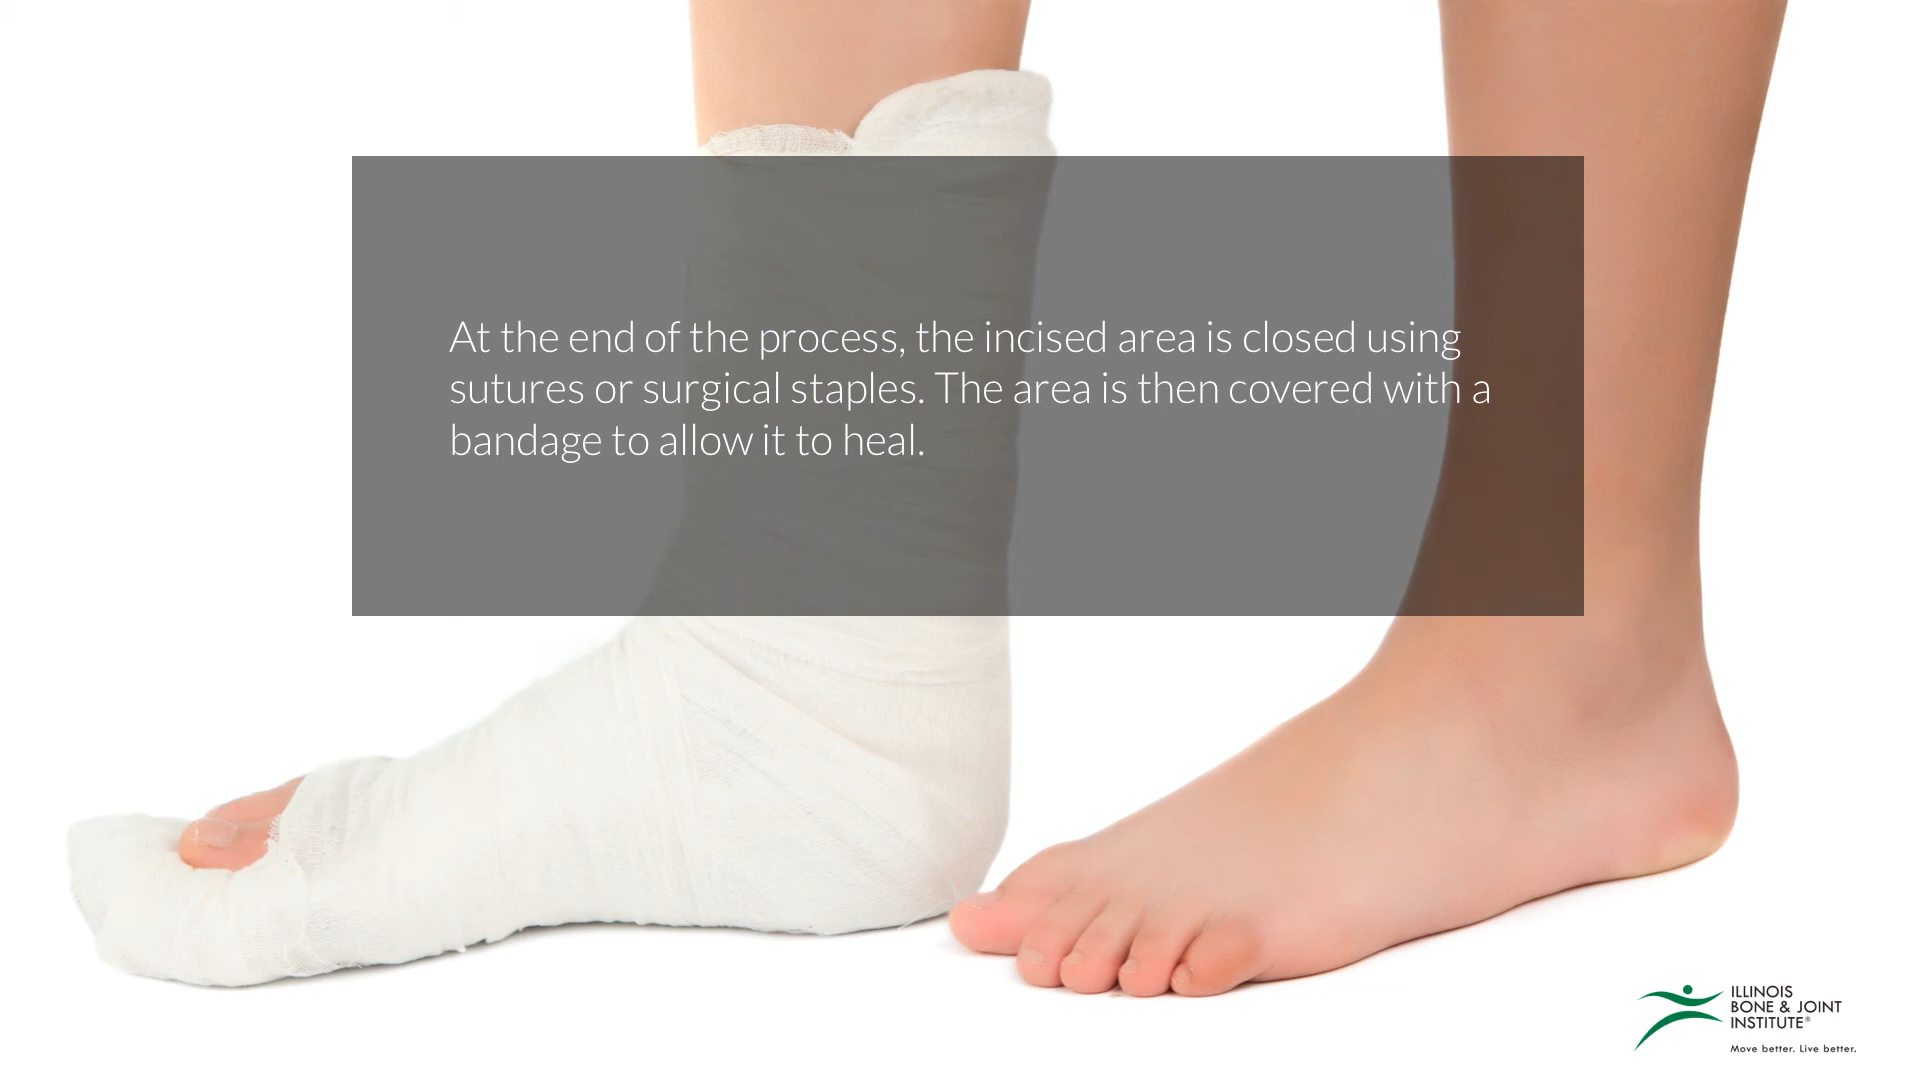 At the end of the process, the incised area is closed using
sutures or surgical staples. The area is then covered with a
bandage to allow it to heal.
ILLINOIS
BONE & JOINT
INSTITUTE®
Move better. Live better.